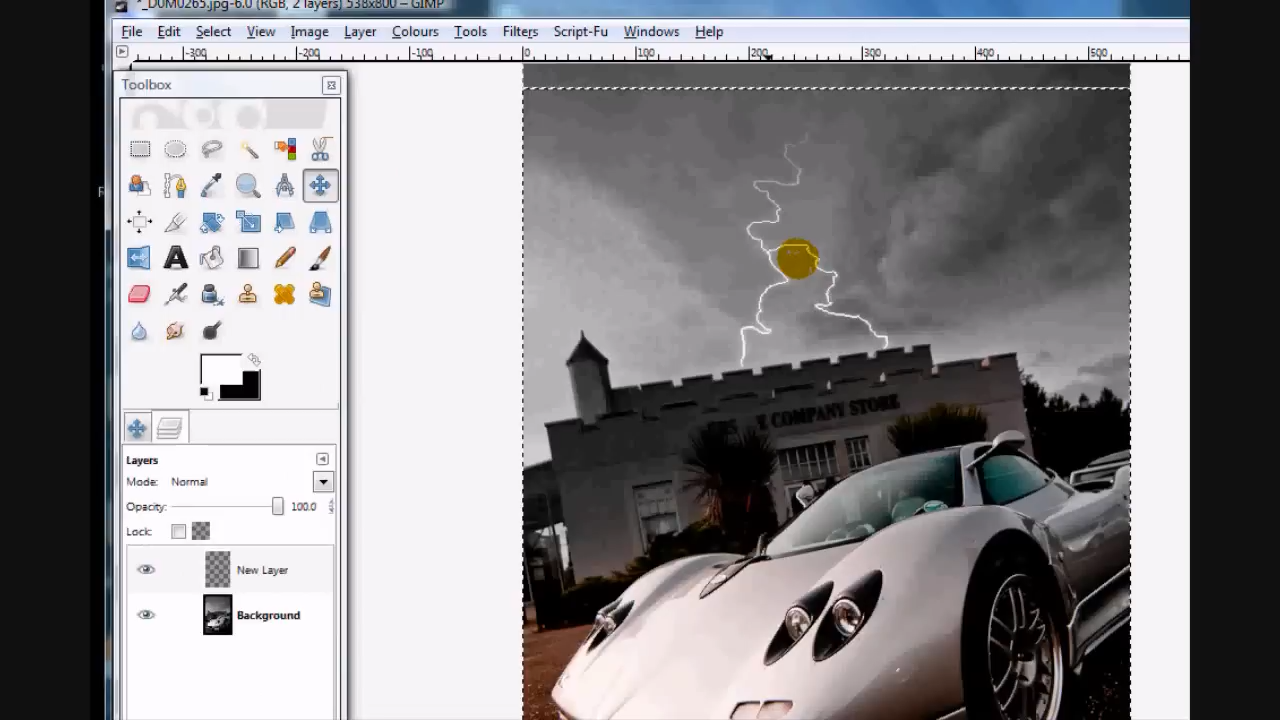 *_D0M0265.jpg-6.0 (RGB, 2 layers) 538x800 – GIMP
File Edit Select View Image Layer Colours Tools Filters Script-Fu Windows Help
-300 -200 -100 0 100 200 300 400 500
Toolbox
COMPANY STORE
Layers
Mode: Normal
Opacity: 100.0
Lock:
New Layer
Background